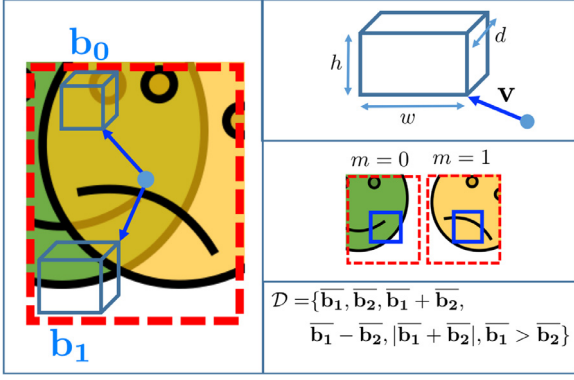 b₀
b₁
h
w
d
v
m = 0
m = 1
𝒟 ={b̅₁̅, b̅₂̅, b̅₁̅ + b̅₂̅,
b̅₁̅ − b̅₂̅, |b̅₁̅ + b̅₂̅|, b̅₁̅ > b̅₂̅}